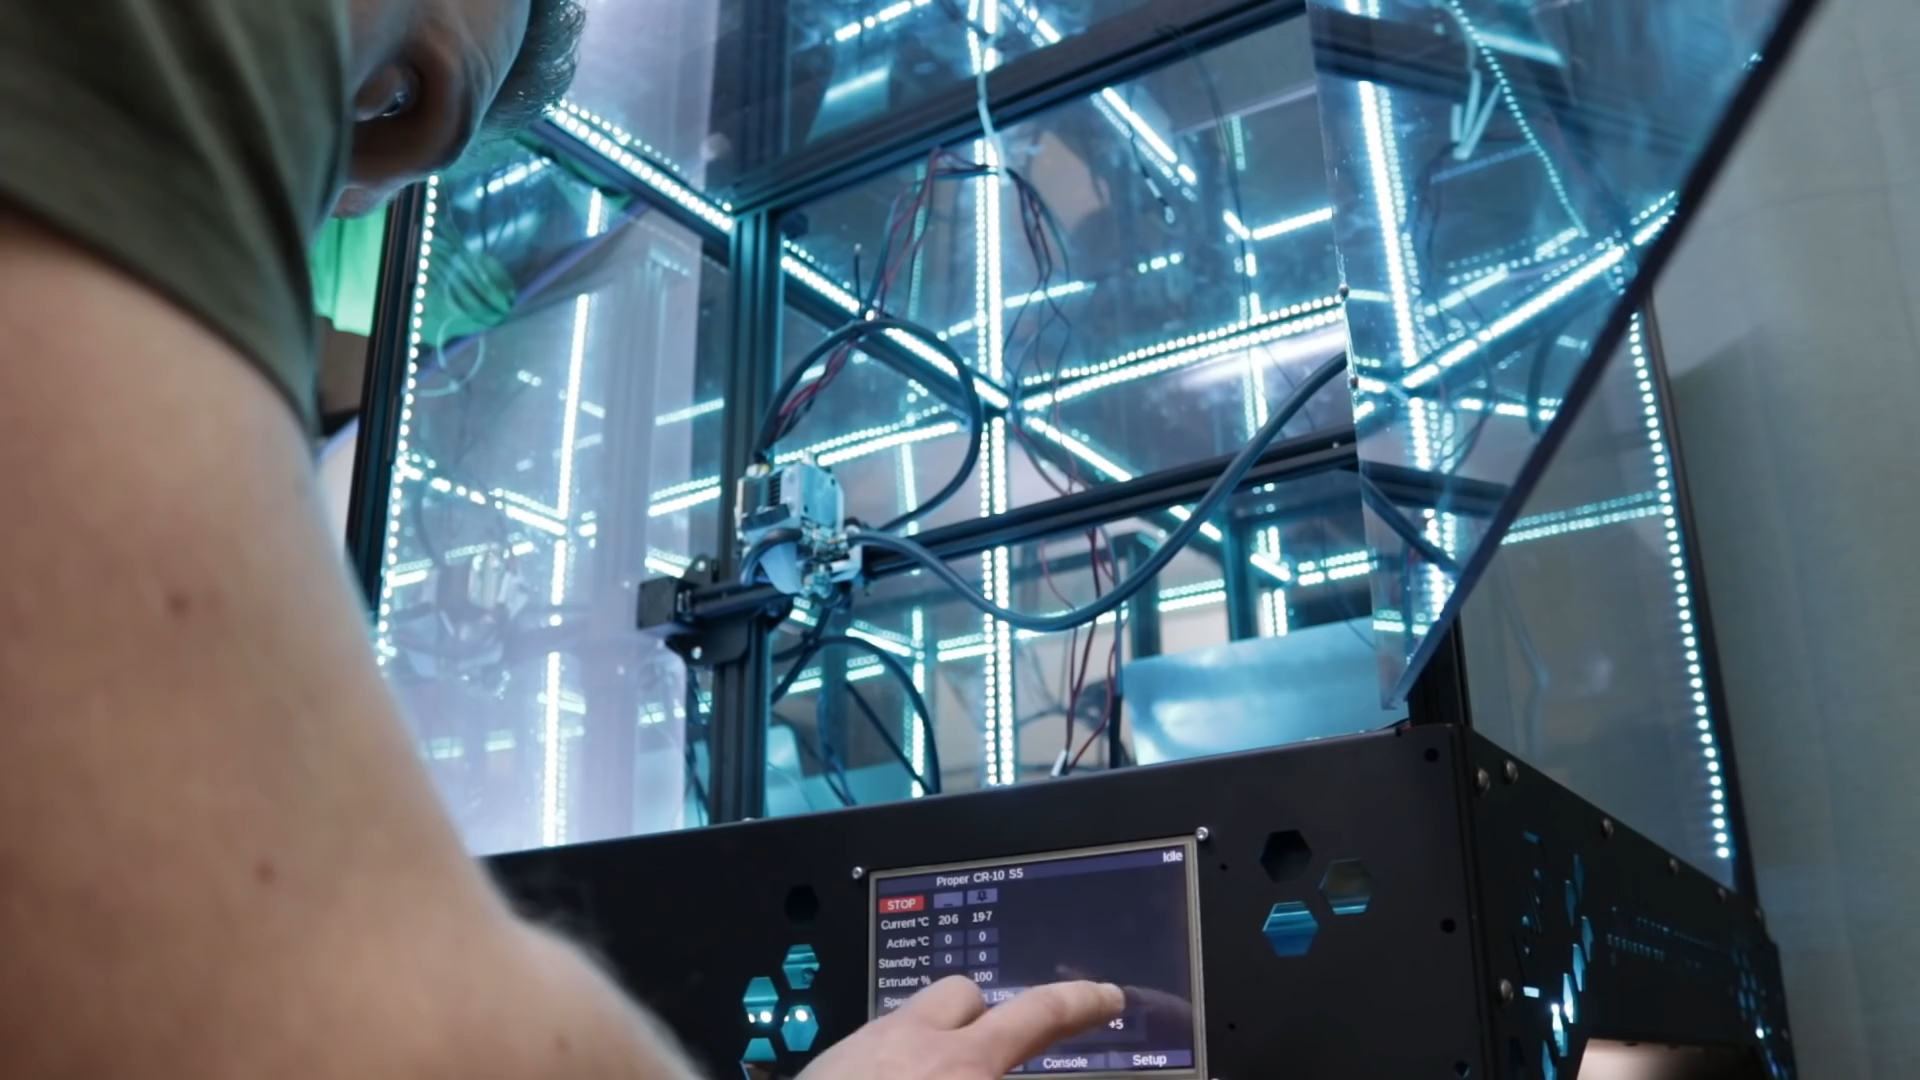 Idle
Proper CR-10 S5
STOP
Current °C 20·6 19·7
Active °C 0 0
Standby °C 0 0
Extruder % 100
15%
+5
Console Setup